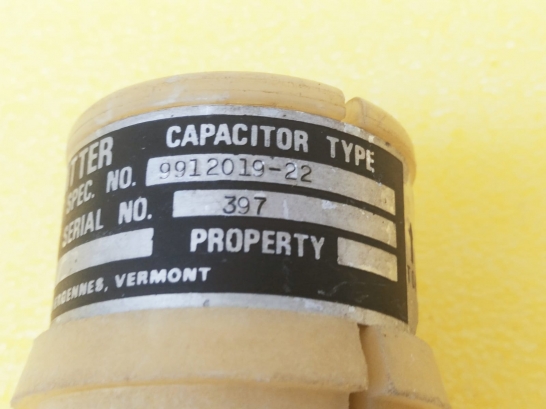 CAPACITOR TYPE
SPEC. NO. 9912019-22
SERIAL NO. 397
PROPERTY
VERMONT